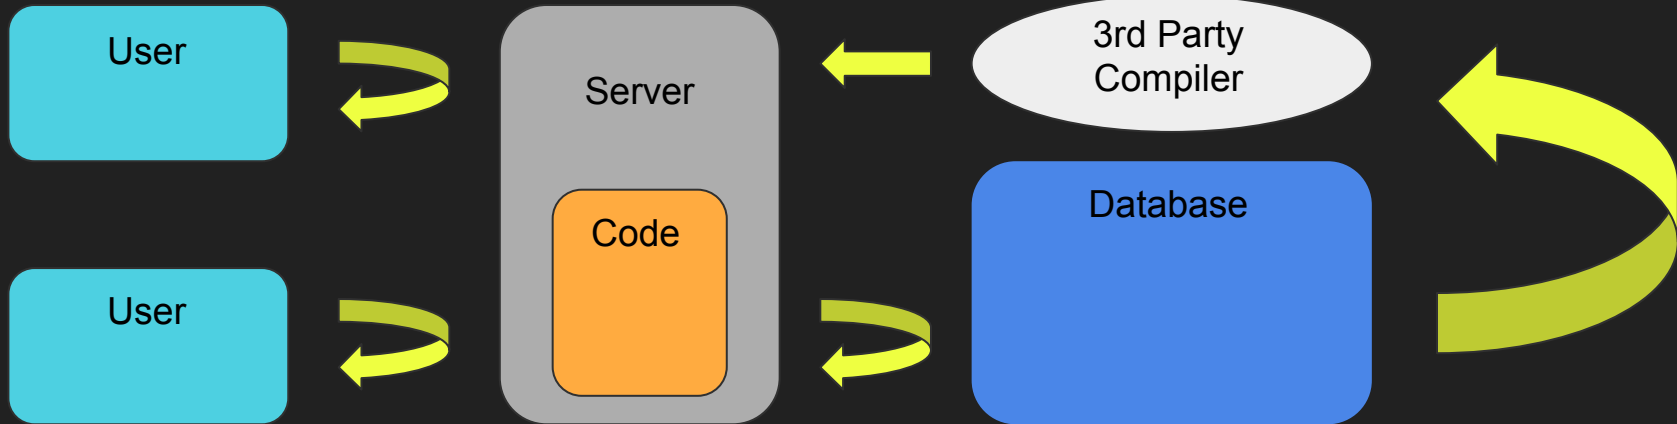 User
Server
Code
3rd Party
Compiler
Database
User